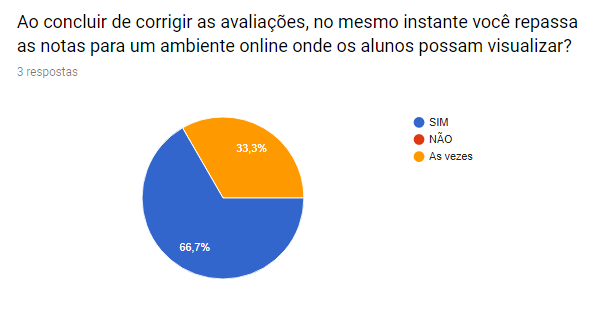 Ao concluir de corrigir as avaliações, no mesmo instante você repassa
as notas para um ambiente online onde os alunos possam visualizar?
3 respostas
SIM
NÃO
As vezes
33,3%
66,7%